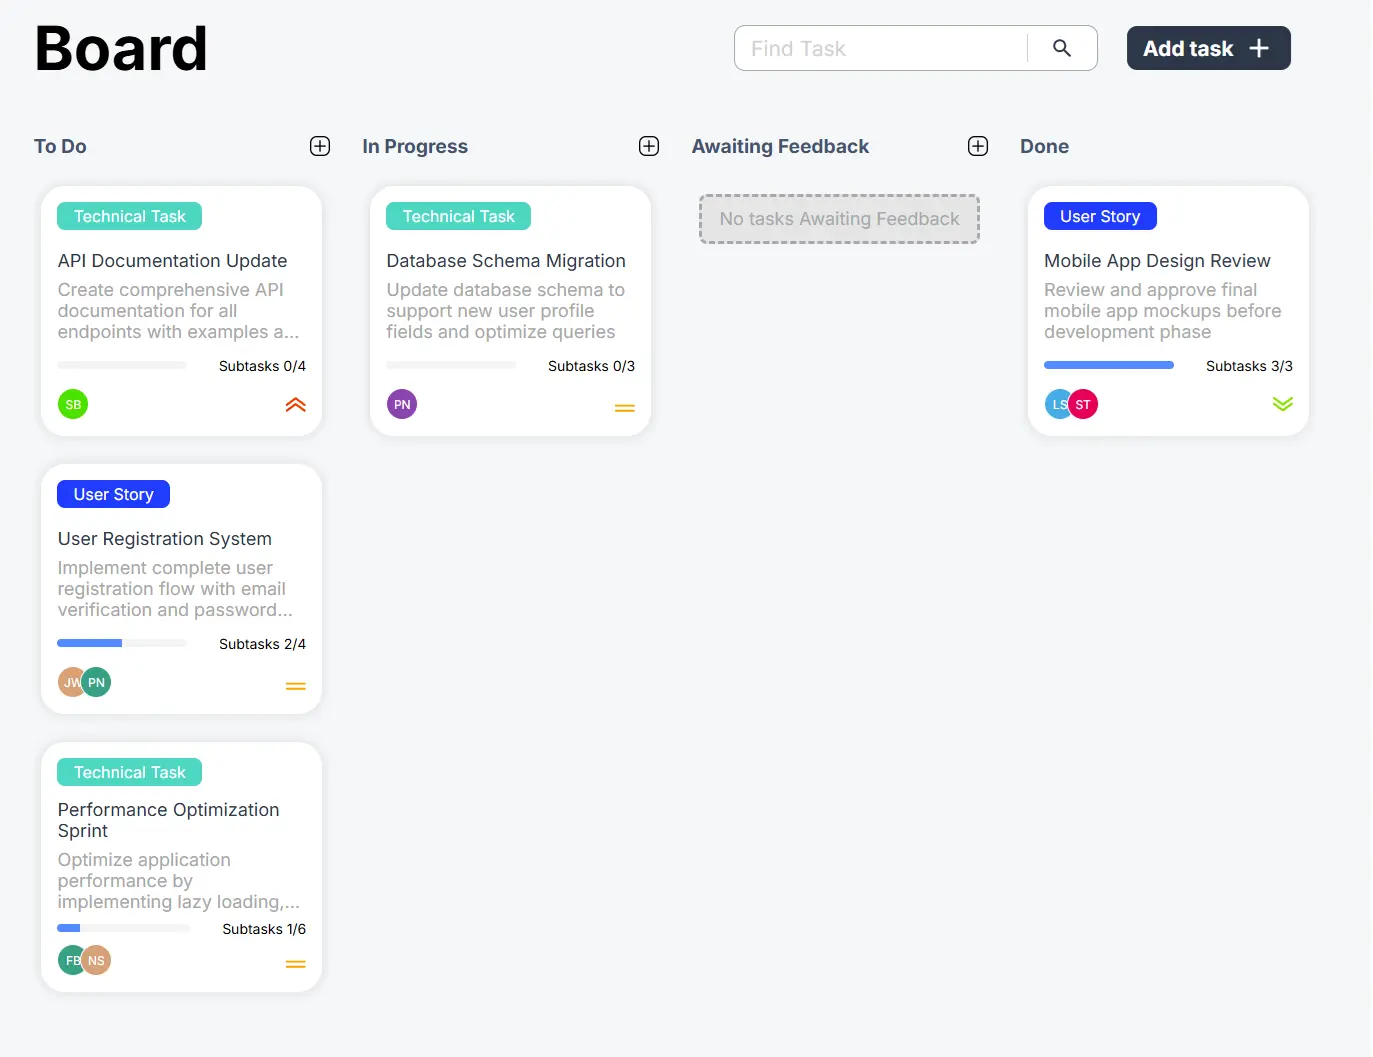 Board
Find Task
Add task
To Do
In Progress
Awaiting Feedback
Done
Technical Task
API Documentation Update
Create comprehensive API
documentation for all
endpoints with examples a...
Subtasks 0/4
SB
User Story
User Registration System
Implement complete user
registration flow with email
verification and password...
Subtasks 2/4
JW PN
Technical Task
Performance Optimization
Sprint
Optimize application
performance by
implementing lazy loading,...
Subtasks 1/6
FB NS
Technical Task
Database Schema Migration
Update database schema to
support new user profile
fields and optimize queries
Subtasks 0/3
PN
No tasks Awaiting Feedback
User Story
Mobile App Design Review
Review and approve final
mobile app mockups before
development phase
Subtasks 3/3
LS ST